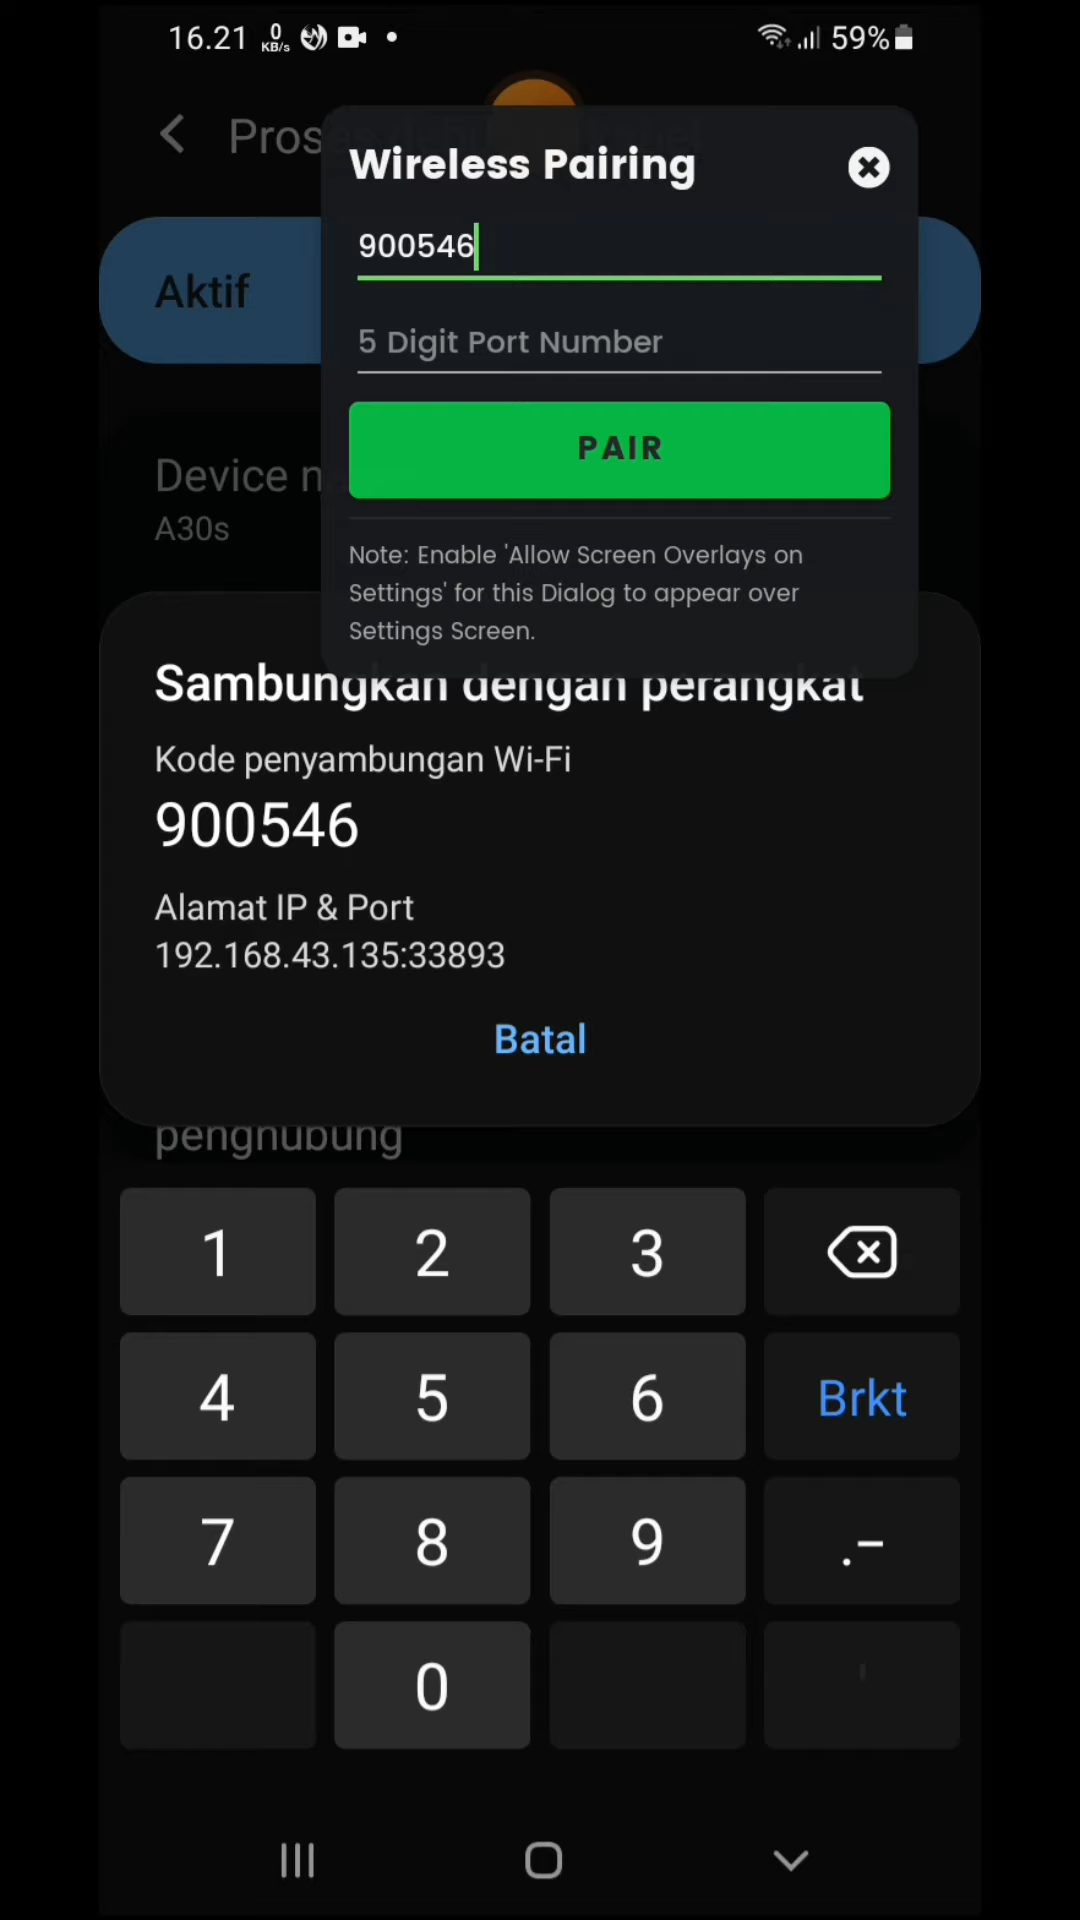 16.21 0 KB/s 59%
Pros
Wireless Pairing
900546
Aktif
5 Digit Port Number
PAIR
Device n
A30s
Note: Enable 'Allow Screen Overlays on
Settings' for this Dialog to appear over
Settings Screen.
Sambungkan dengan perangkat
Kode penyambungan Wi-Fi
900546
Alamat IP & Port
192.168.43.135:33893
Batal
penghubung
1 2 3
4 5 6 Brkt
7 8 9 .-
0